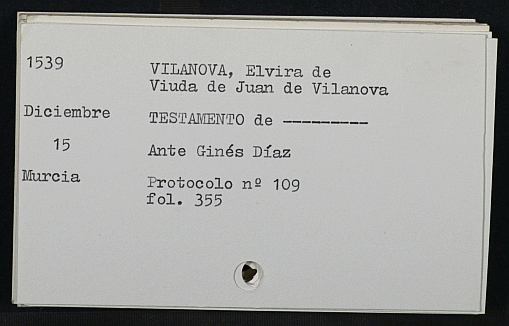 1539
VILANOVA, Elvira de
Viuda de Juan de Vilanova
Diciembre
TESTAMENTO de ---------
15
Ante Ginés Díaz
Murcia
Protocolo nº 109
fol. 355